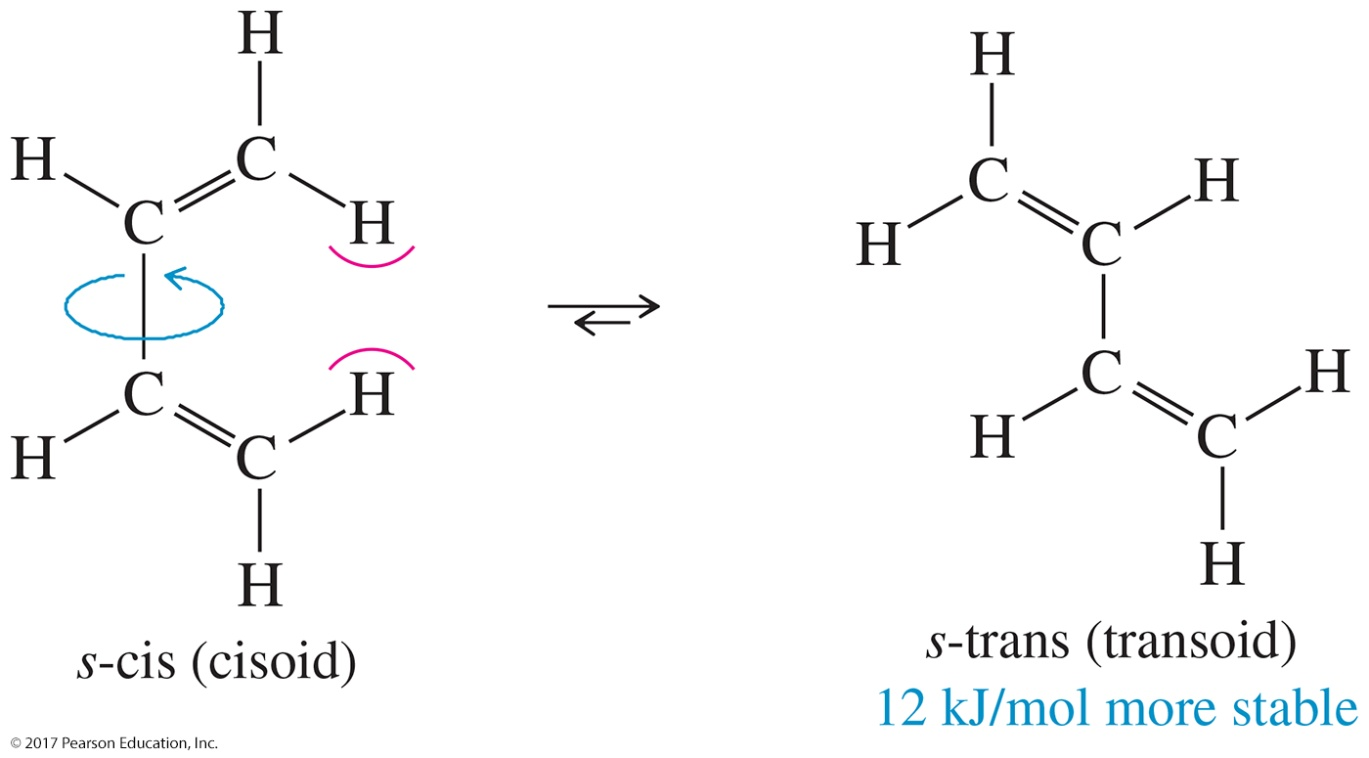 H
H
H
C
H
C
H
C
H
C
H
C
H
H
C
H
H
C
C
H
H
H
s-cis (cisoid)
s-trans (transoid)
12 kJ/mol more stable
© 2017 Pearson Education, Inc.